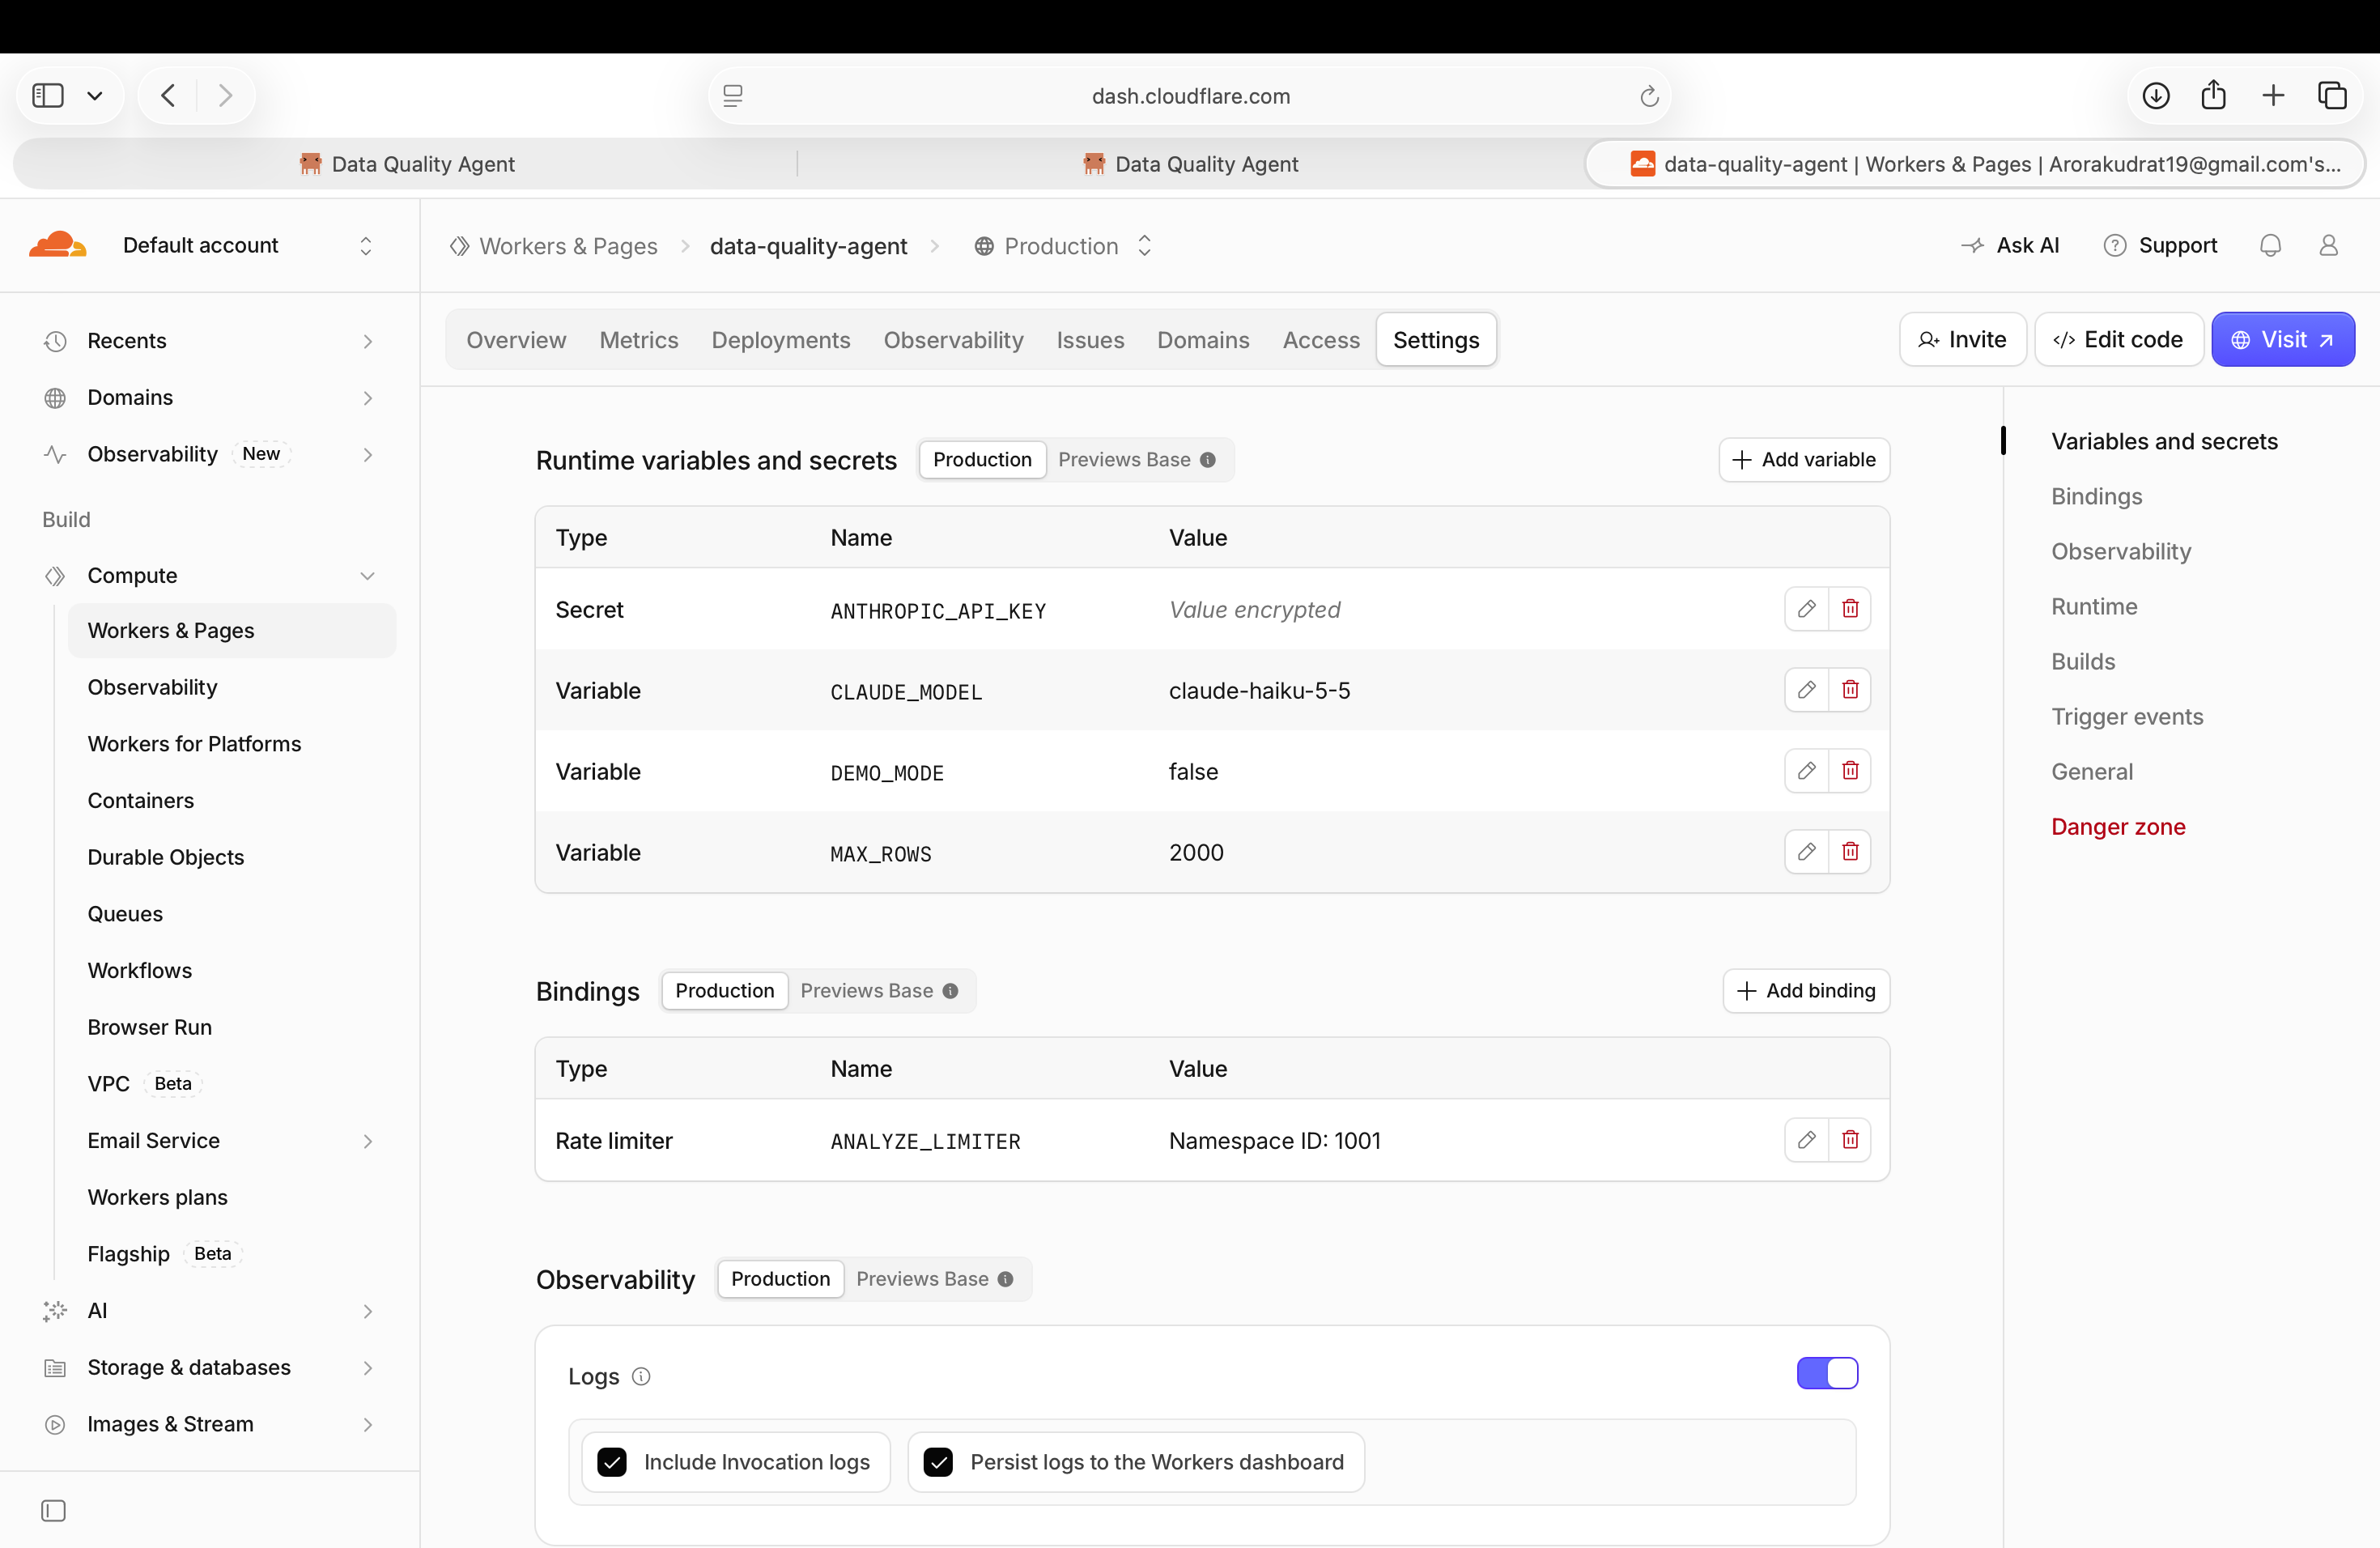 dash.cloudflare.com
Data Quality Agent
Data Quality Agent
data-quality-agent | Workers & Pages | Arorakudrat19@gmail.com's...
Default account
Workers & Pages
data-quality-agent
Production
Ask AI
Support
Recents
Domains
Observability New
Build
Compute
Workers & Pages
Observability
Workers for Platforms
Containers
Durable Objects
Queues
Workflows
Browser Run
VPC Beta
Email Service
Workers plans
Flagship Beta
AI
Storage & databases
Images & Stream
Overview Metrics Deployments Observability Issues Domains Access Settings
Invite
Edit code
Visit
Runtime variables and secrets Production Previews Base
Add variable
Type Name Value
Secret ANTHROPIC_API_KEY Value encrypted
Variable CLAUDE_MODEL claude-haiku-5-5
Variable DEMO_MODE false
Variable MAX_ROWS 2000
Bindings Production Previews Base
Add binding
Type Name Value
Rate limiter ANALYZE_LIMITER Namespace ID: 1001
Observability Production Previews Base
Logs
Include Invocation logs Persist logs to the Workers dashboard
Variables and secrets
Bindings
Observability
Runtime
Builds
Trigger events
General
Danger zone